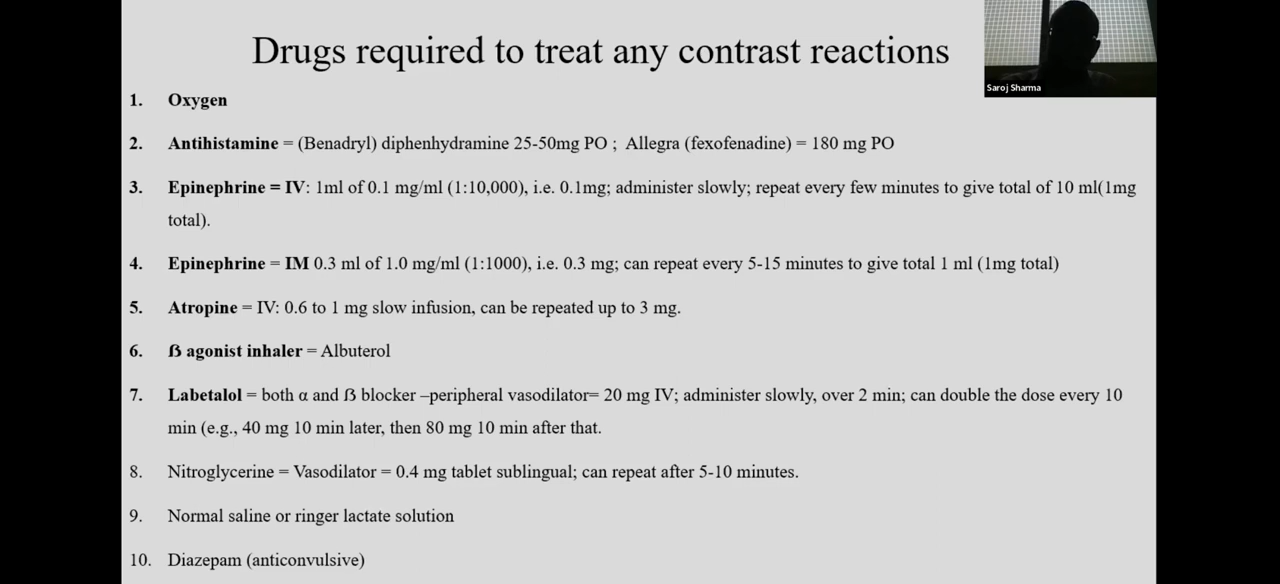 Drugs required to treat any contrast reactions
Saroj Sharma
1. Oxygen
2. Antihistamine = (Benadryl) diphenhydramine 25-50mg PO ; Allegra (fexofenadine) = 180 mg PO
3. Epinephrine = IV: 1ml of 0.1 mg/ml (1:10,000), i.e. 0.1mg; administer slowly; repeat every few minutes to give total of 10 ml(1mg
total).
4. Epinephrine = IM 0.3 ml of 1.0 mg/ml (1:1000), i.e. 0.3 mg; can repeat every 5-15 minutes to give total 1 ml (1mg total)
5. Atropine = IV: 0.6 to 1 mg slow infusion, can be repeated up to 3 mg.
6. ẞ agonist inhaler = Albuterol
7. Labetalol = both α and ẞ blocker –peripheral vasodilator= 20 mg IV; administer slowly, over 2 min; can double the dose every 10
min (e.g., 40 mg 10 min later, then 80 mg 10 min after that.
8. Nitroglycerine = Vasodilator = 0.4 mg tablet sublingual; can repeat after 5-10 minutes.
9. Normal saline or ringer lactate solution
10. Diazepam (anticonvulsive)